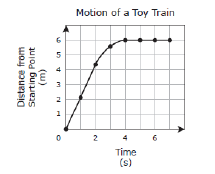 Motion of a Toy Train
Distance from
Starting Point
(m)
6
5
4
3
2
1
0
0 2 4 6
Time
(s)